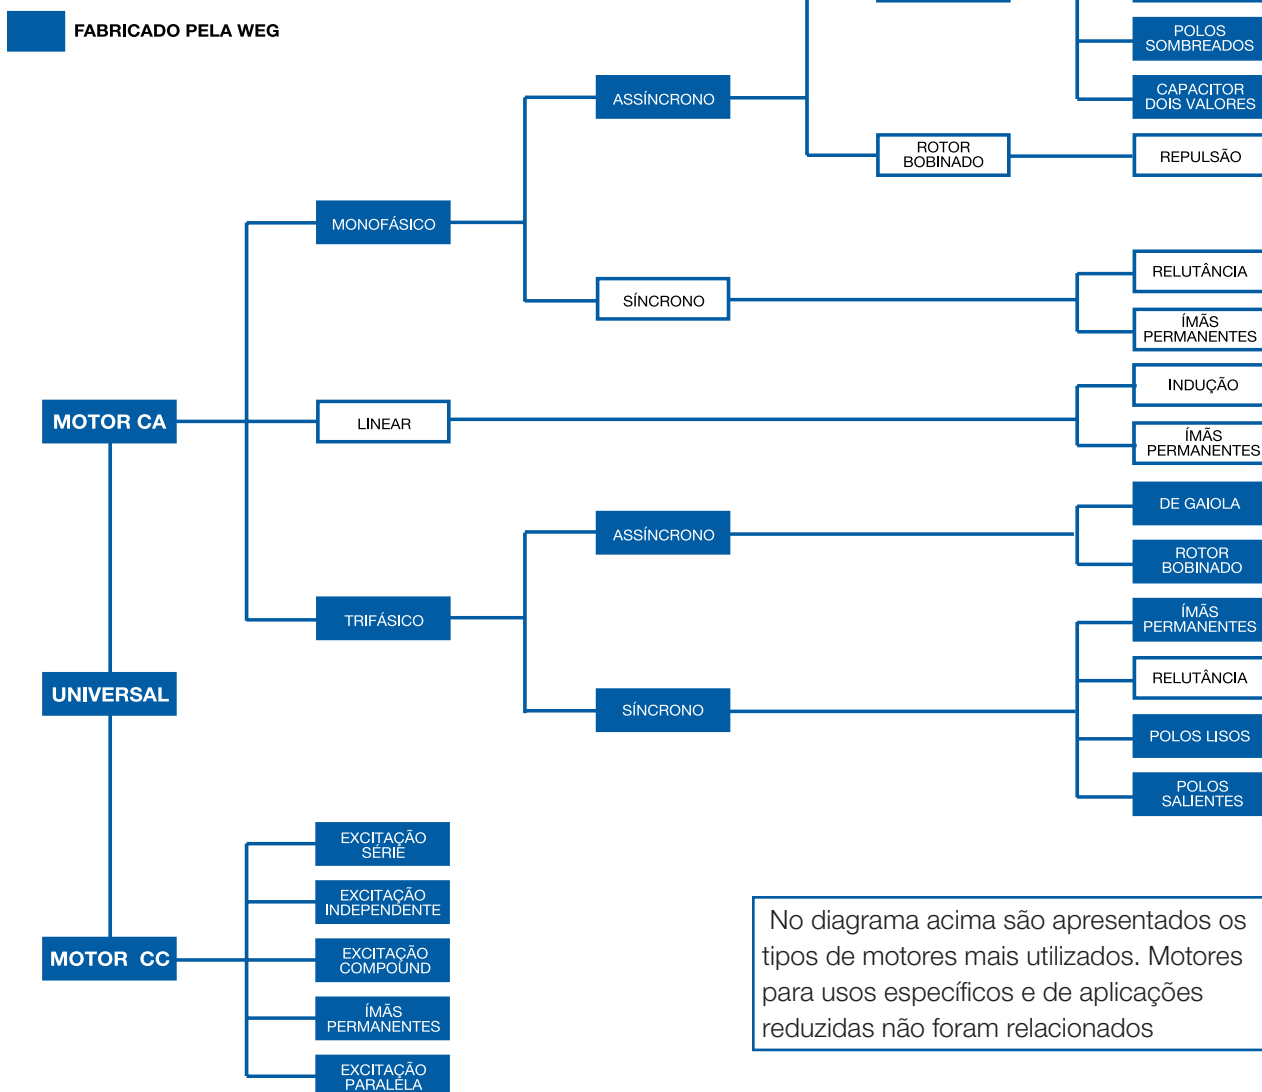 FABRICADO PELA WEG
POLOS
SOMBREADOS
CAPACITOR
DOIS VALORES
ASSÍNCRONO
ROTOR
BOBINADO
REPULSÃO
MONOFÁSICO
SÍNCRONO
RELUTÂNCIA
ÍMÃS
PERMANENTES
MOTOR CA
LINEAR
INDUÇÃO
ÍMÃS
PERMANENTES
ASSÍNCRONO
DE GAIOLA
ROTOR
BOBINADO
TRIFÁSICO
ÍMÃS
PERMANENTES
RELUTÂNCIA
SÍNCRONO
POLOS LISOS
POLOS
SALIENTES
UNIVERSAL
MOTOR CC
EXCITAÇÃO
SÉRIE
EXCITAÇÃO
INDEPENDENTE
EXCITAÇÃO
COMPOUND
ÍMÃS
PERMANENTES
EXCITAÇÃO
PARALELA
No diagrama acima são apresentados os
tipos de motores mais utilizados. Motores
para usos específicos e de aplicações
reduzidas não foram relacionados